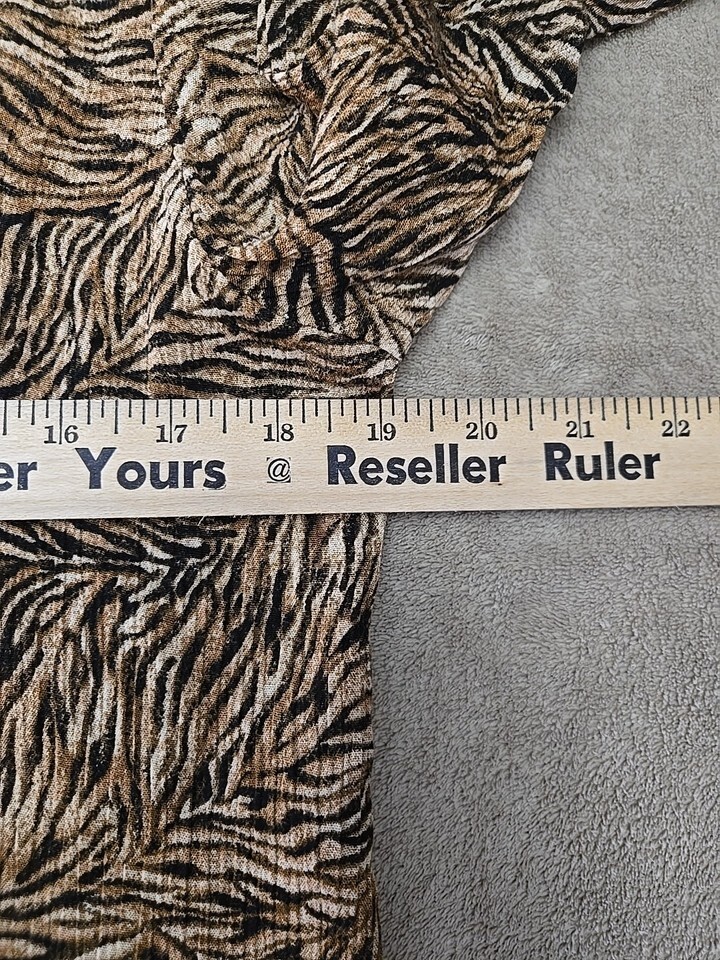 16 17 18 19 20 21 22
er Yours @ Reseller Ruler